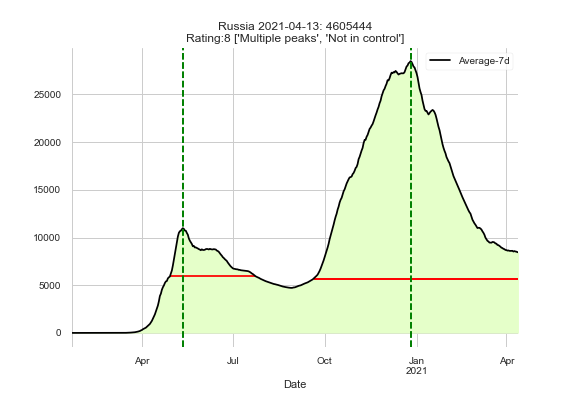 Russia 2021-04-13: 4605444
Rating:8 ['Multiple peaks', 'Not in control']
Average-7d
25000
20000
15000
10000
5000
0
Apr
Jul
Oct
Jan
2021
Apr
Date